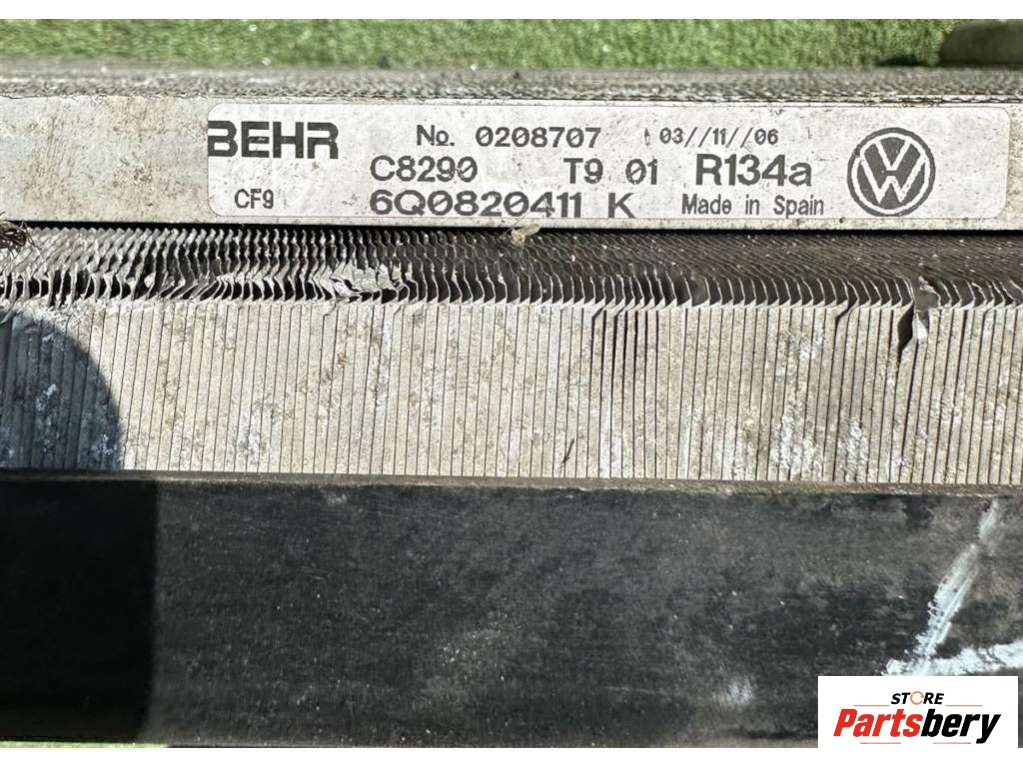 BEHR No. 0208707 03//11//06
C8290 T9 01 R134a
CF9 6Q0820411 K Made in Spain
STORE
Partsbery